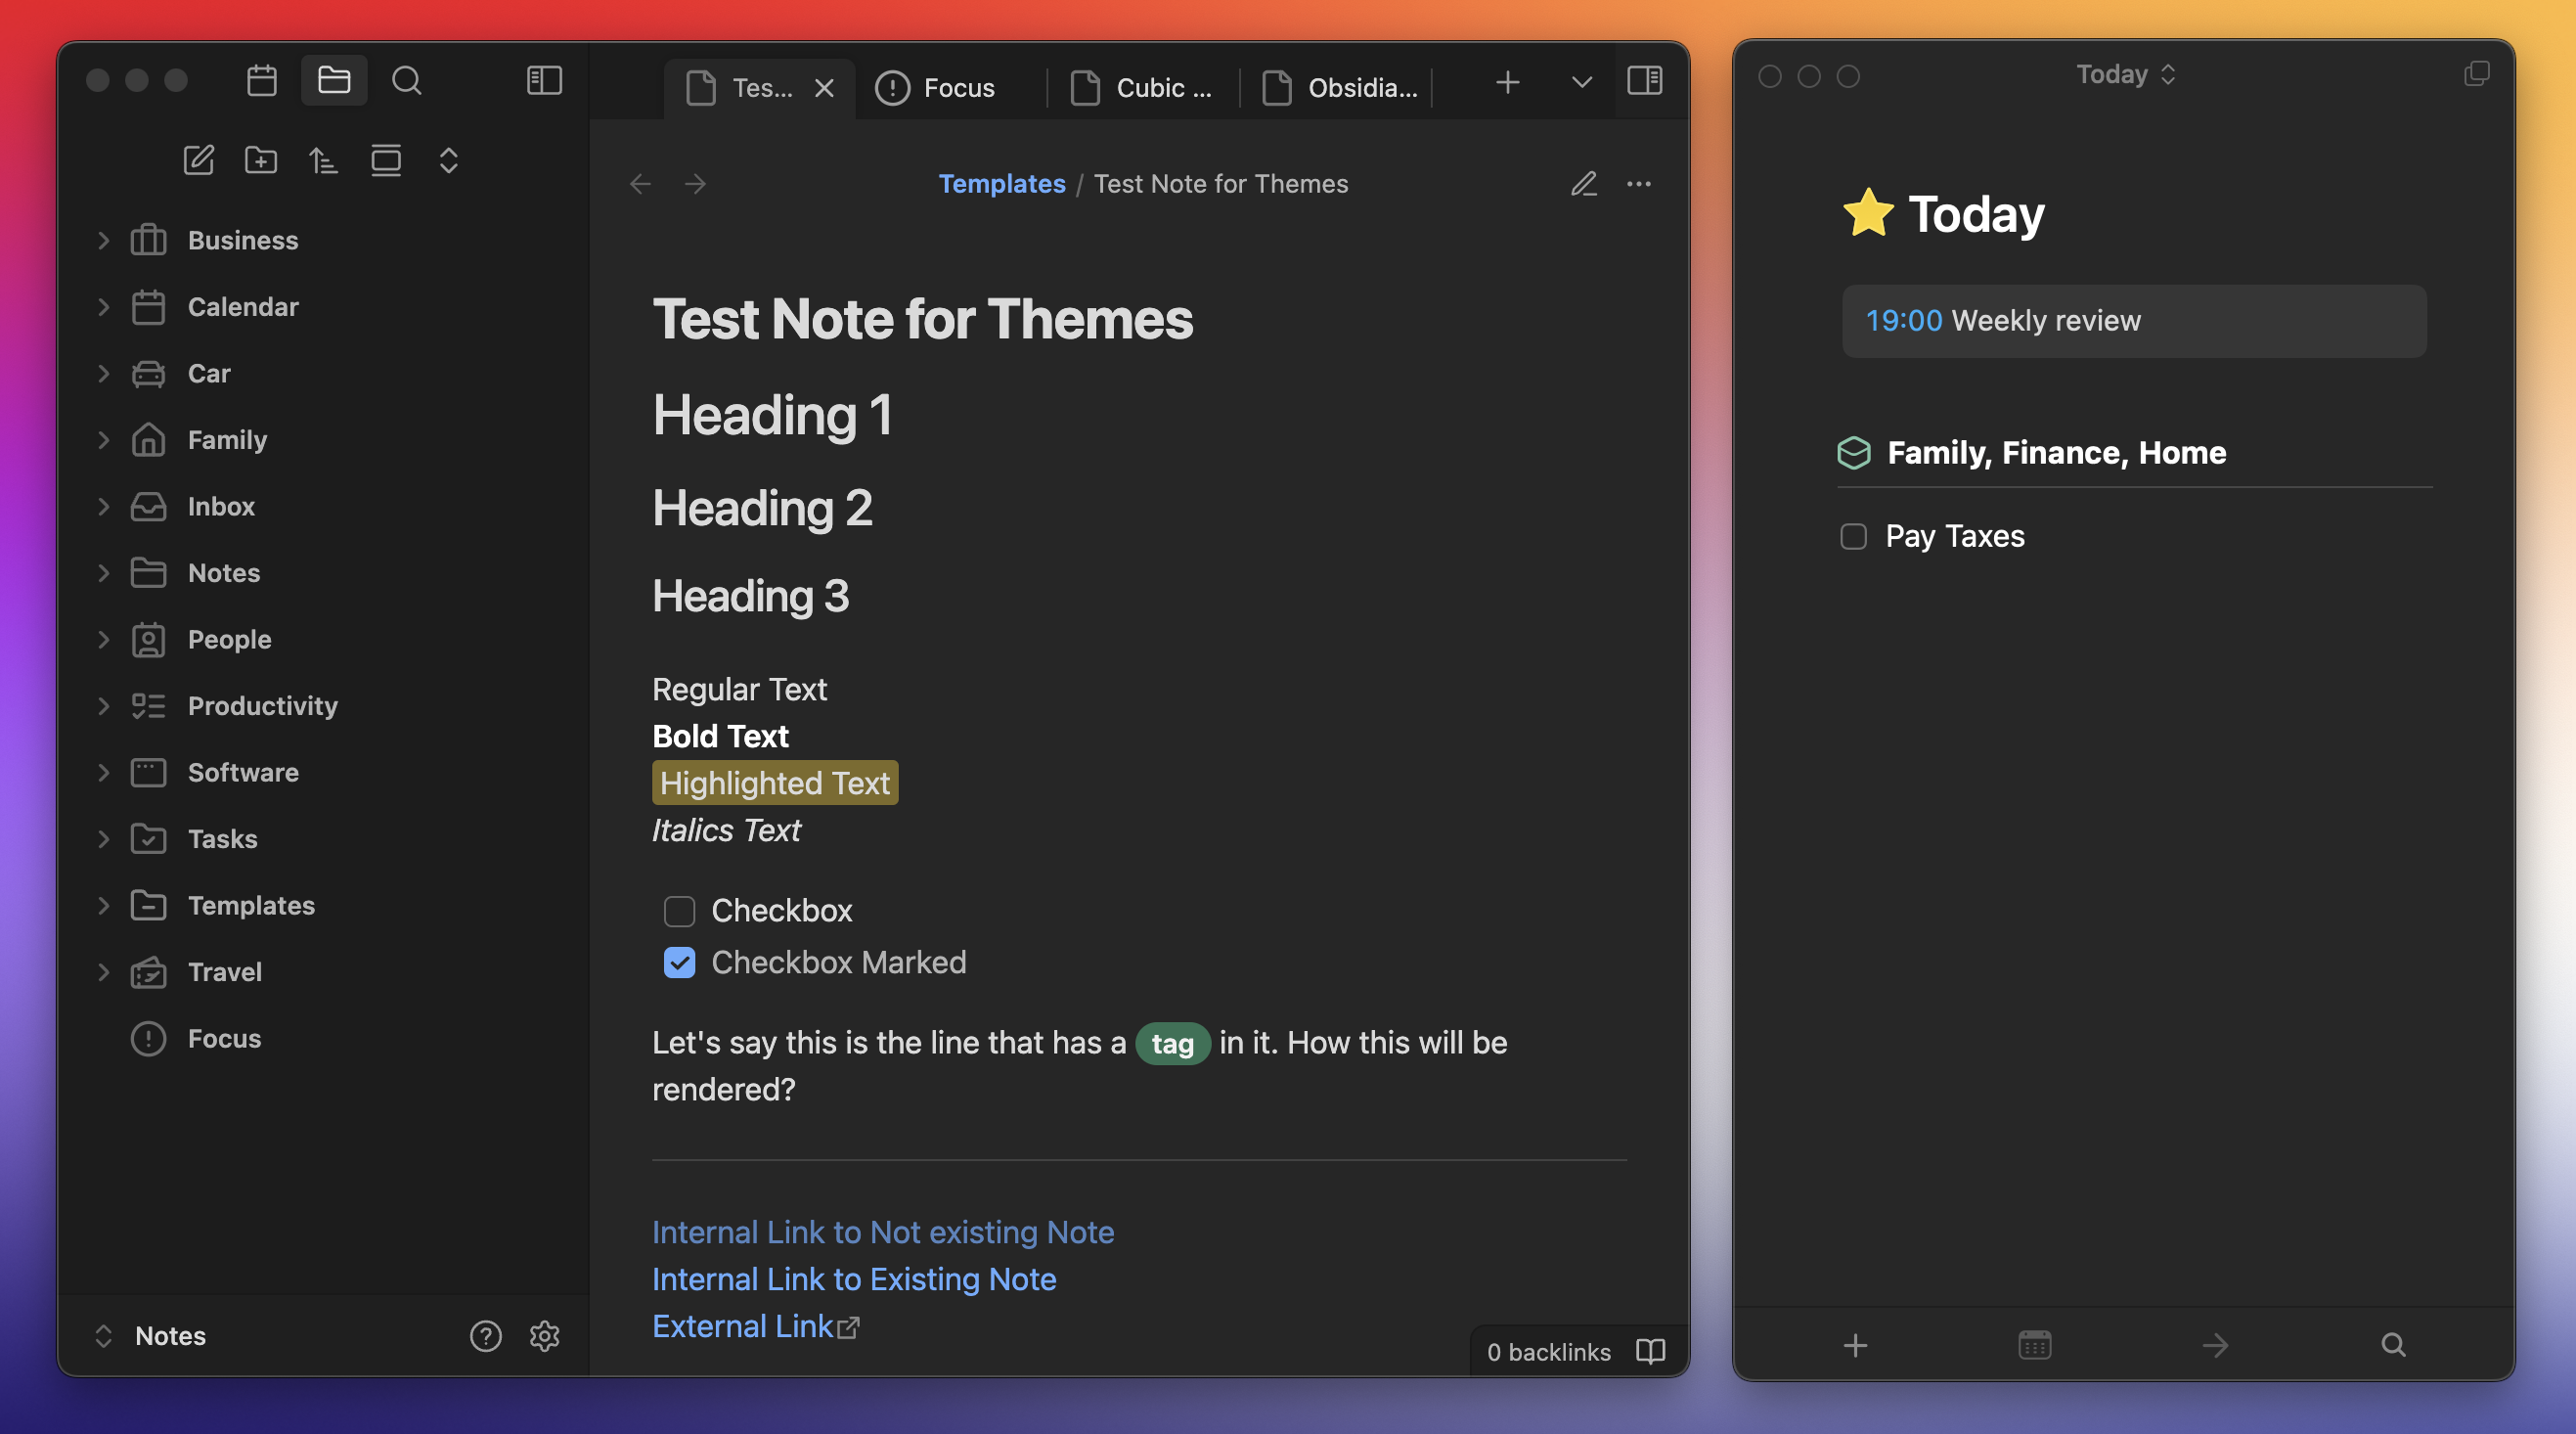 Tes...
Focus
Cubic ...
Obsidia...
Business
Calendar
Car
Family
Inbox
Notes
People
Productivity
Software
Tasks
Templates
Travel
Focus
Notes
Templates / Test Note for Themes
Test Note for Themes
Heading 1
Heading 2
Heading 3
Regular Text
Bold Text
Highlighted Text
Italics Text
Checkbox
Checkbox Marked
Let's say this is the line that has a tag in it. How this will be
rendered?
Internal Link to Not existing Note
Internal Link to Existing Note
External Link
0 backlinks
Today
⭐ Today
19:00 Weekly review
Family, Finance, Home
Pay Taxes